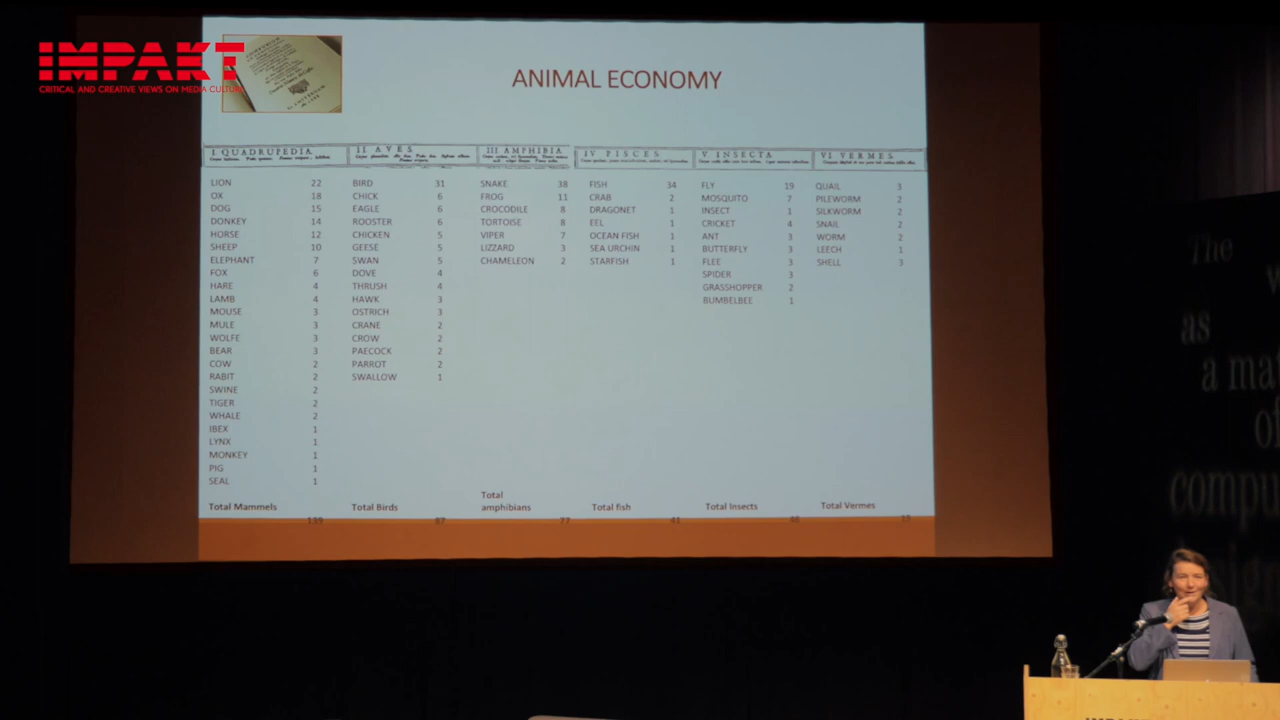 IMPAKT
CRITICAL AND CREATIVE VIEWS ON MEDIA CULTURE
ANIMAL ECONOMY
I. QUADRUPEDIA
II. AVES
III. AMPHIBIA
IV. PISCES
V. INSECTA
VI. VERMES
LION 22
OX 18
DOG 15
DONKEY 14
HORSE 12
SHEEP 10
ELEPHANT 7
FOX 6
HARE 4
LAMB 4
MOUSE 3
MULE 3
WOLFE 3
BEAR 3
COW 2
RABIT 2
SWINE 2
TIGER 2
WHALE 2
IBEX 1
LYNX 1
MONKEY 1
PIG 1
SEAL 1
Total Mammels
159
BIRD 31
CHICK 6
EAGLE 6
ROOSTER 6
CHICKEN 5
GEESE 5
SWAN 5
DOVE 4
THRUSH 4
HAWK 3
OSTRICH 3
CRANE 2
CROW 2
PAECOCK 2
PARROT 2
SWALLOW 1
Total Birds
87
SNAKE 38
FROG 11
CROCODILE 8
TORTOISE 8
VIPER 7
LIZZARD 3
CHAMELEON 2
Total
amphibians
77
FISH 34
CRAB 2
DRAGONET 1
EEL 1
OCEAN FISH 1
SEA URCHIN 1
STARFISH 1
Total fish
41
FLY 19
MOSQUITO 7
INSECT 1
CRICKET 4
ANT 3
BUTTERFLY 3
FLEE 3
SPIDER 3
GRASSHOPPER 2
BUMBELBEE 1
Total Insects
46
QUAIL 3
PILEWORM 2
SILKWORM 2
SNAIL 2
WORM 2
LEECH 1
SHELL 3
Total Vermes
The
as
a
of